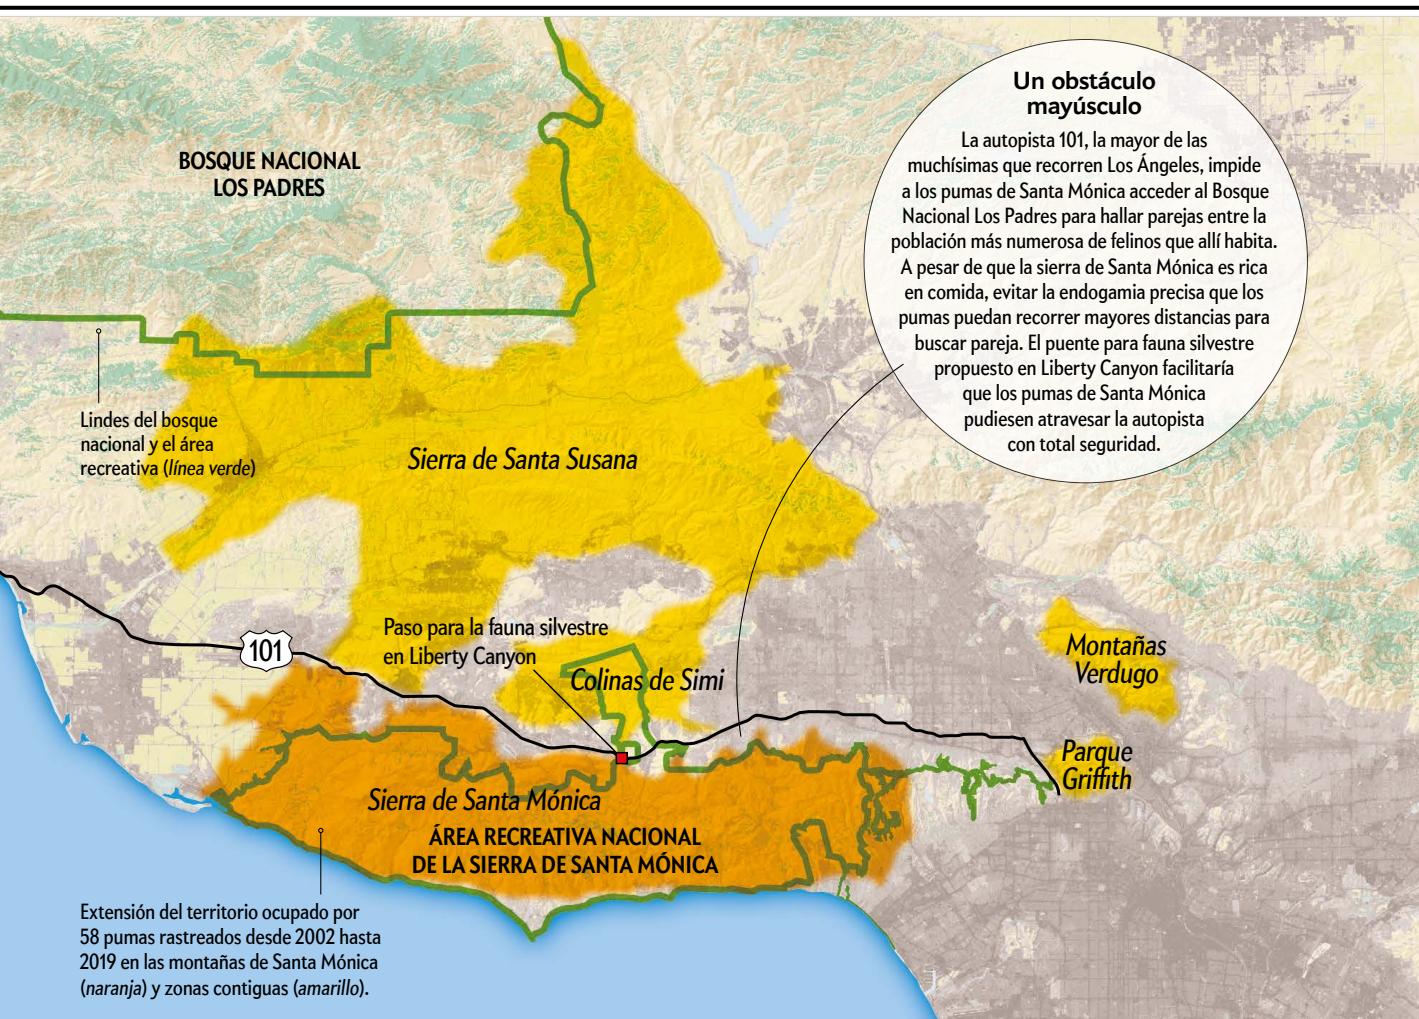 Un obstáculo
mayúsculo
La autopista 101, la mayor de las
muchísimas que recorren Los Ángeles, impide
a los pumas de Santa Mónica acceder al Bosque
Nacional Los Padres para hallar parejas entre la
población más numerosa de felinos que allí habita.
A pesar de que la sierra de Santa Mónica es rica
en comida, evitar la endogamia precisa que los
pumas puedan recorrer mayores distancias para
buscar pareja. El puente para fauna silvestre
propuesto en Liberty Canyon facilitaría
que los pumas de Santa Mónica
pudiesen atravesar la autopista
con total seguridad.
BOSQUE NACIONAL
LOS PADRES
Lindes del bosque
nacional y el área
recreativa (línea verde)
Sierra de Santa Susana
Paso para la fauna silvestre
en Liberty Canyon
101
Colinas de Simi
Montañas
Verdugo
Parque
Griffith
Sierra de Santa Mónica
ÁREA RECREATIVA NACIONAL
DE LA SIERRA DE SANTA MÓNICA
Extensión del territorio ocupado por
58 pumas rastreados desde 2002 hasta
2019 en las montañas de Santa Mónica
(naranja) y zonas contiguas (amarillo).